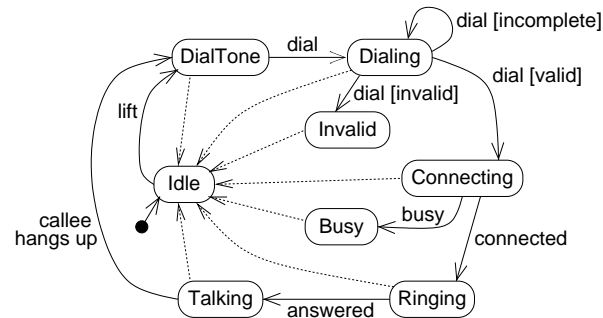 dial [incomplete]
DialTone
dial
Dialing
dial [valid]
dial [invalid]
lift
Invalid
Idle
Connecting
callee
hangs up
Busy
busy
connected
Talking
answered
Ringing